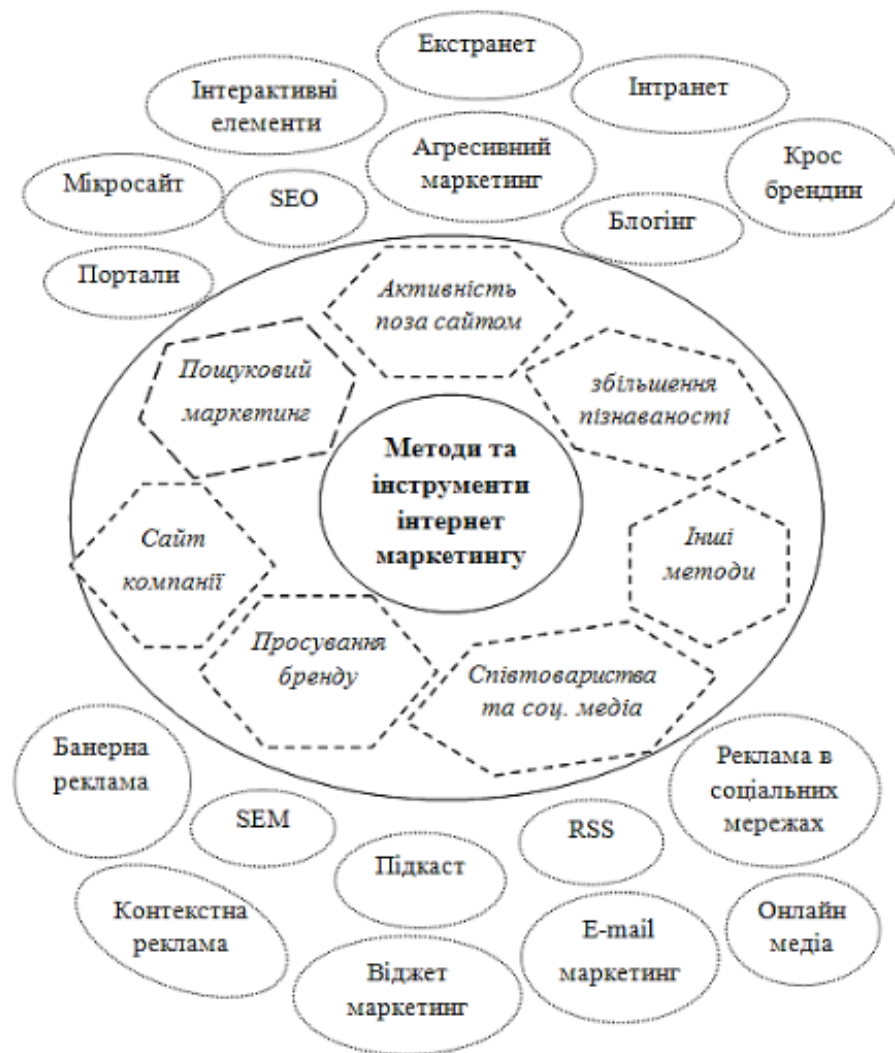 Екстранет
Інтерактивні
елементи
Інтранет
Агресивний
маркетинг
Крос
брендин
Мікросайт
SEO
Блогінг
Портали
Активність
поза сайтом
Пошуковий
маркетинг
збільшення
пізнаваності
Методи та
інструменти
інтернет
маркетингу
Сайт
компанії
Інші
методи
Просування
бренду
Співтовариства
та соц. медіа
Банерна
реклама
Реклама в
соціальних
мережах
SEM
RSS
Підкаст
Контекстна
реклама
E-mail
маркетинг
Онлайн
медіа
Віджет
маркетинг